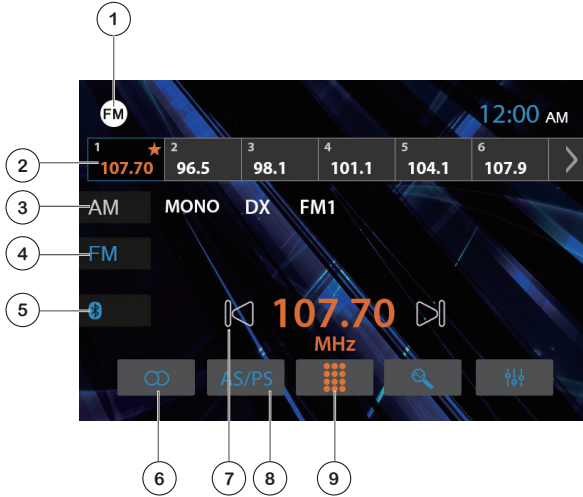 1
FM
12:00 AM
1 107.70 2 96.5 3 98.1 4 101.1 5 104.1 6 107.9
2
3
AM MONO DX FM1
4
FM
5
107.70
MHz
AS/PS
6 7 8 9